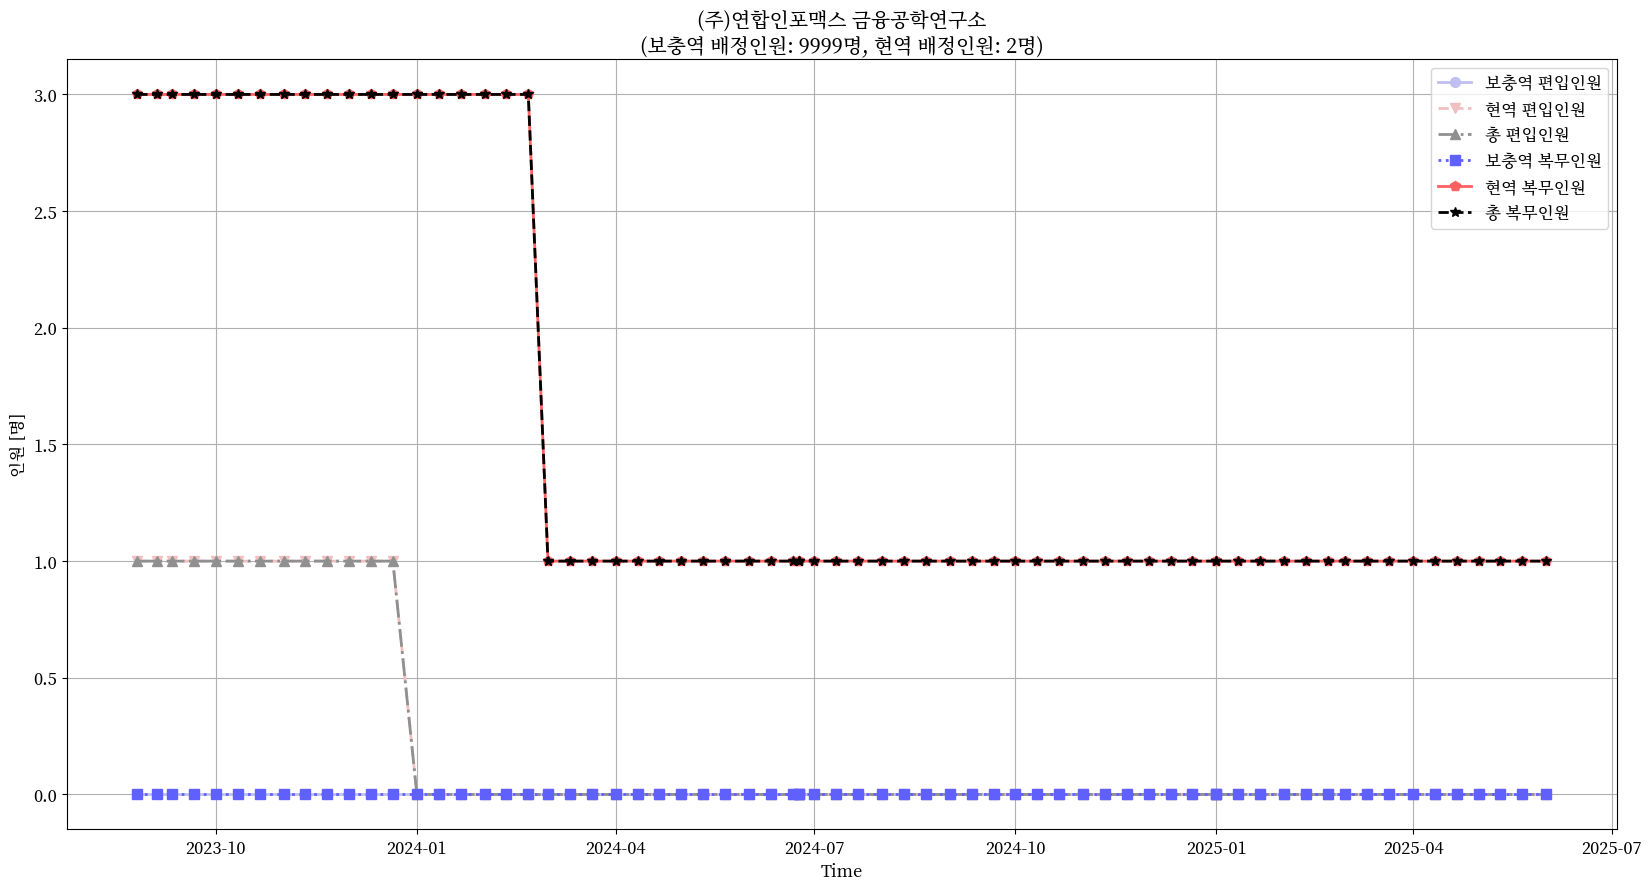 (주)연합인포맥스 금융공학연구소
(보충역 배정인원: 9999명, 현역 배정인원: 2명)
보충역 편입인원
현역 편입인원
총 편입인원
보충역 복무인원
현역 복무인원
총 복무인원
인원 [명]
3.0
2.5
2.0
1.5
1.0
0.5
0.0
2023-10
2024-01
2024-04
2024-07
2024-10
2025-01
2025-04
2025-07
Time